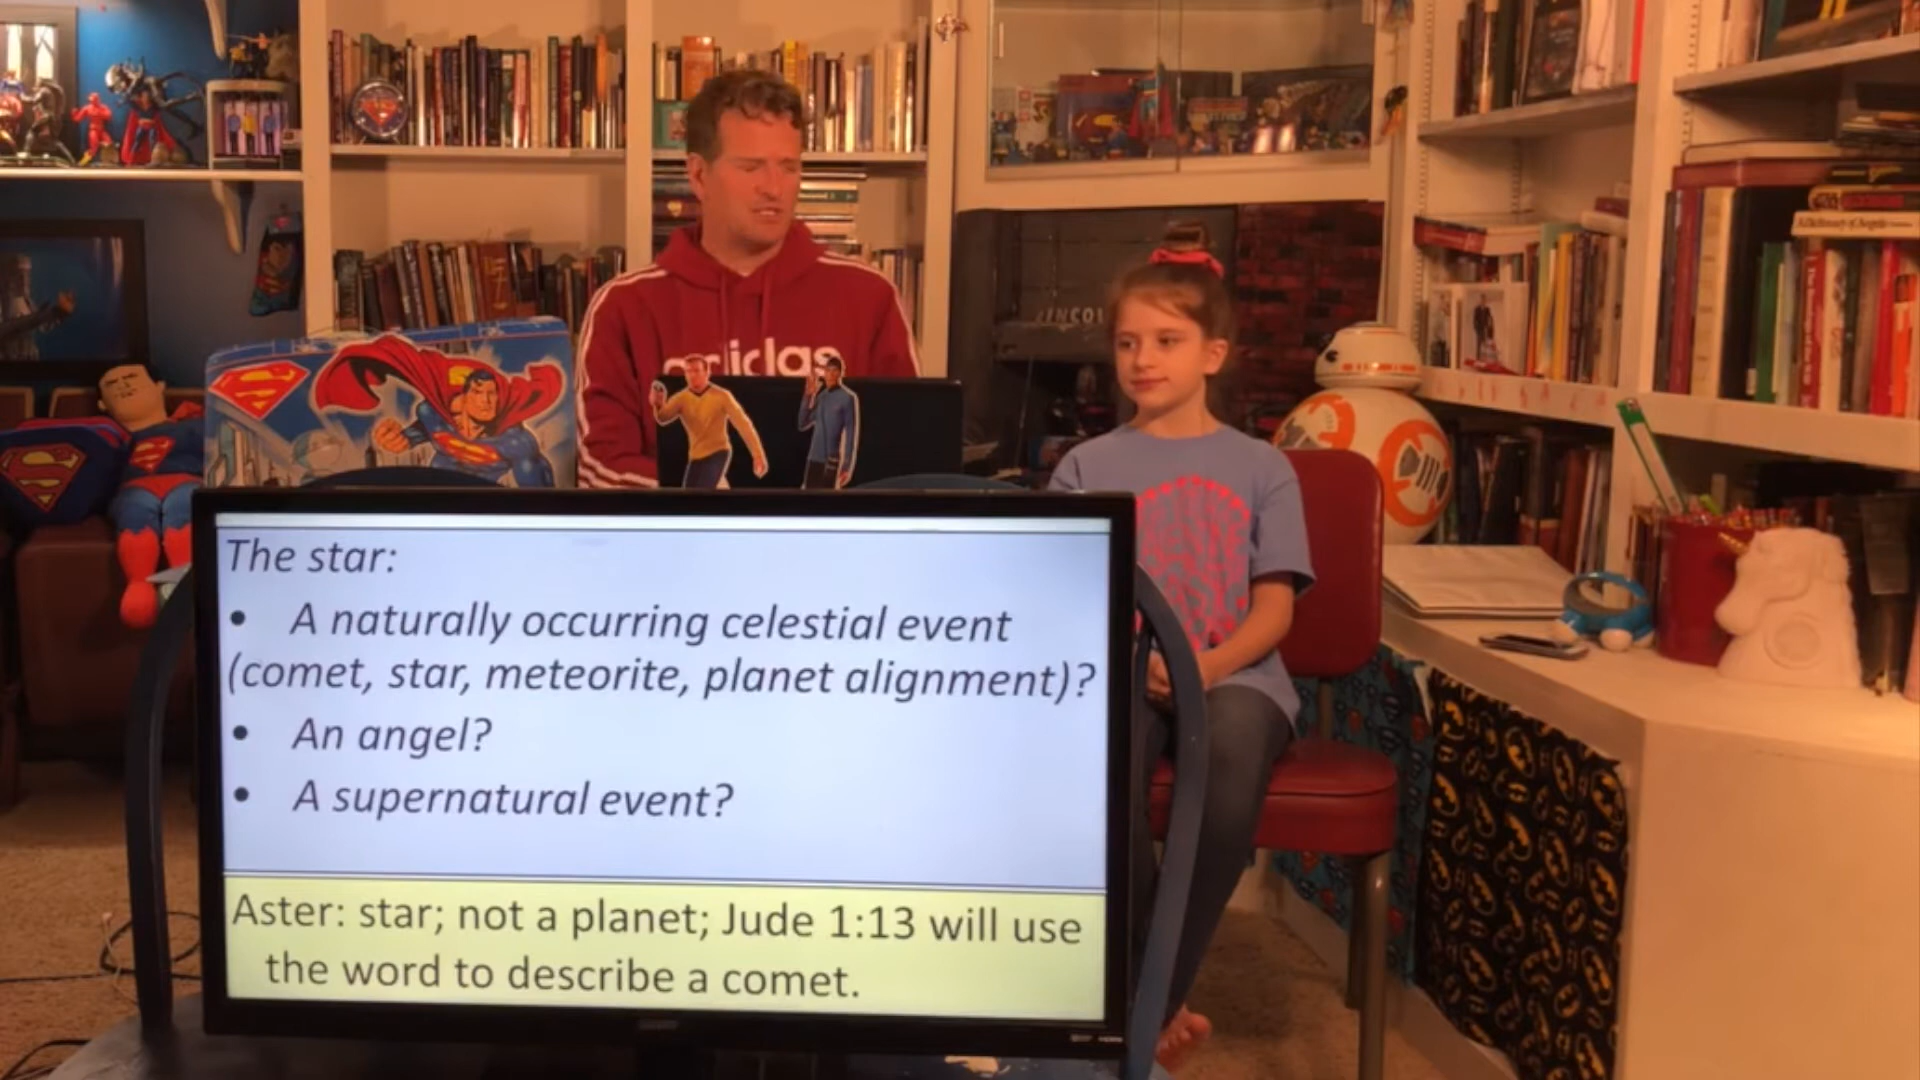 adidas
LINCOL
The star:
• A naturally occurring celestial event
(comet, star, meteorite, planet alignment)?
• An angel?
• A supernatural event?
Aster: star; not a planet; Jude 1:13 will use
the word to describe a comet.